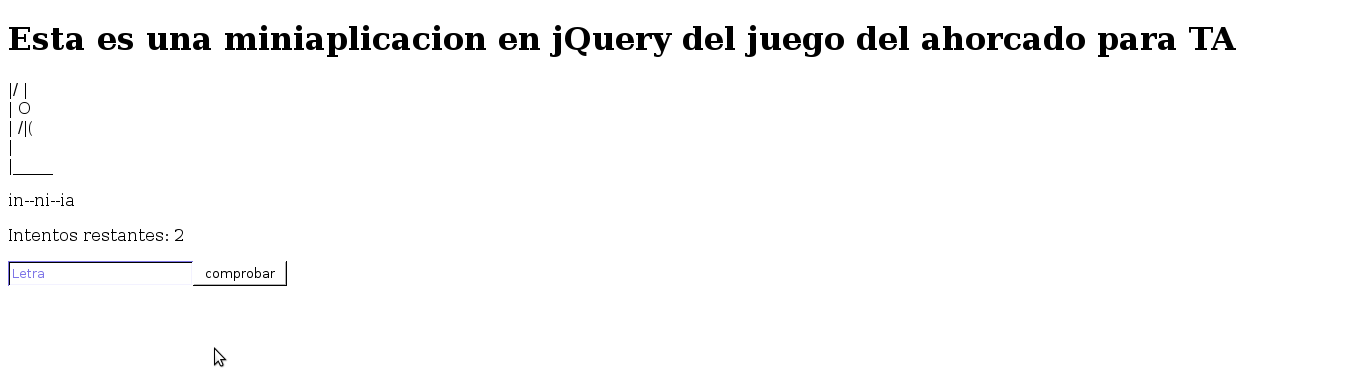 Esta es una miniaplicacion en jQuery del juego del ahorcado para TA
|/ |
| O
| /|(
|
|_____
in--ni--ia
Intentos restantes: 2
Letra comprobar